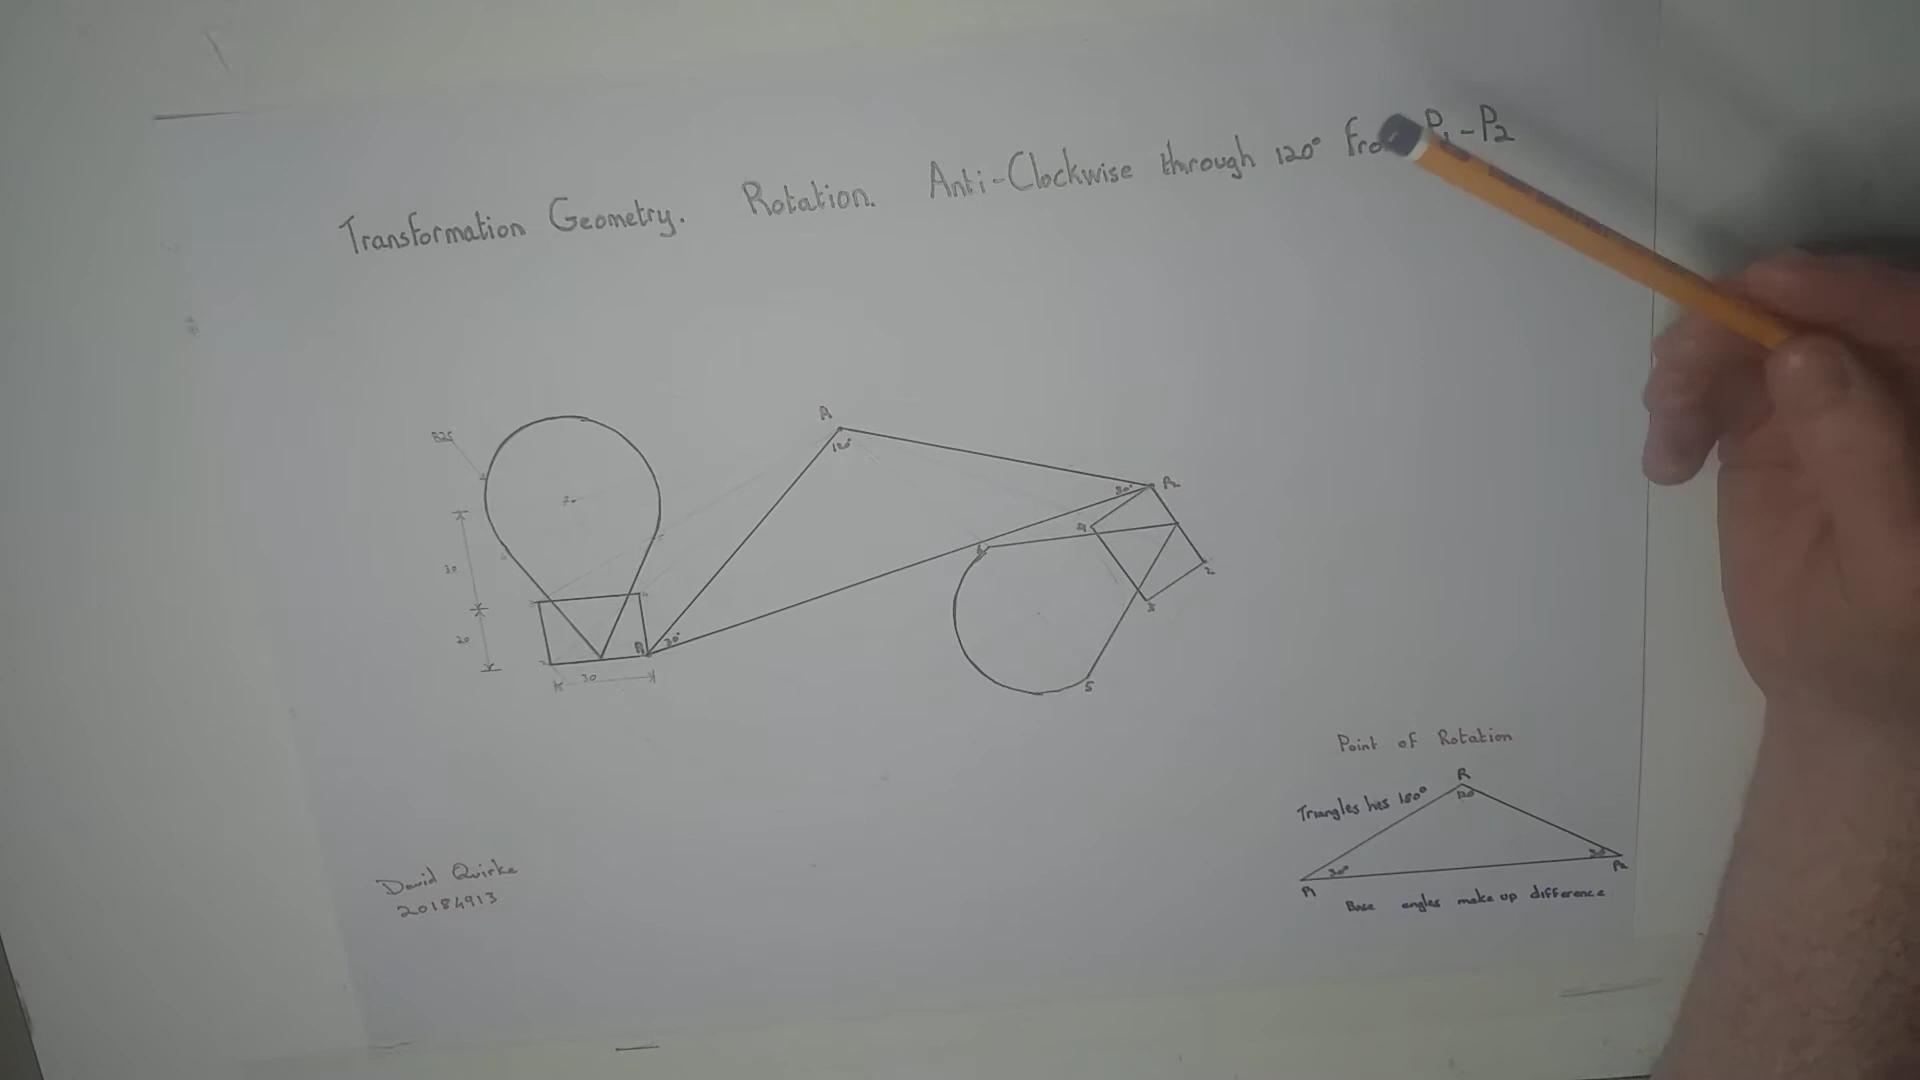 Transformation Geometry. Rotation. Anti-Clockwise through 120° P1-P2
R25
30
20
30
120°
30°
P2
30°
4
2
3
6
5
Point of Rotation
R
Triangles has 180°
120
30°
30°
P1
P2
Base angles make up difference
David Quirke
20184913